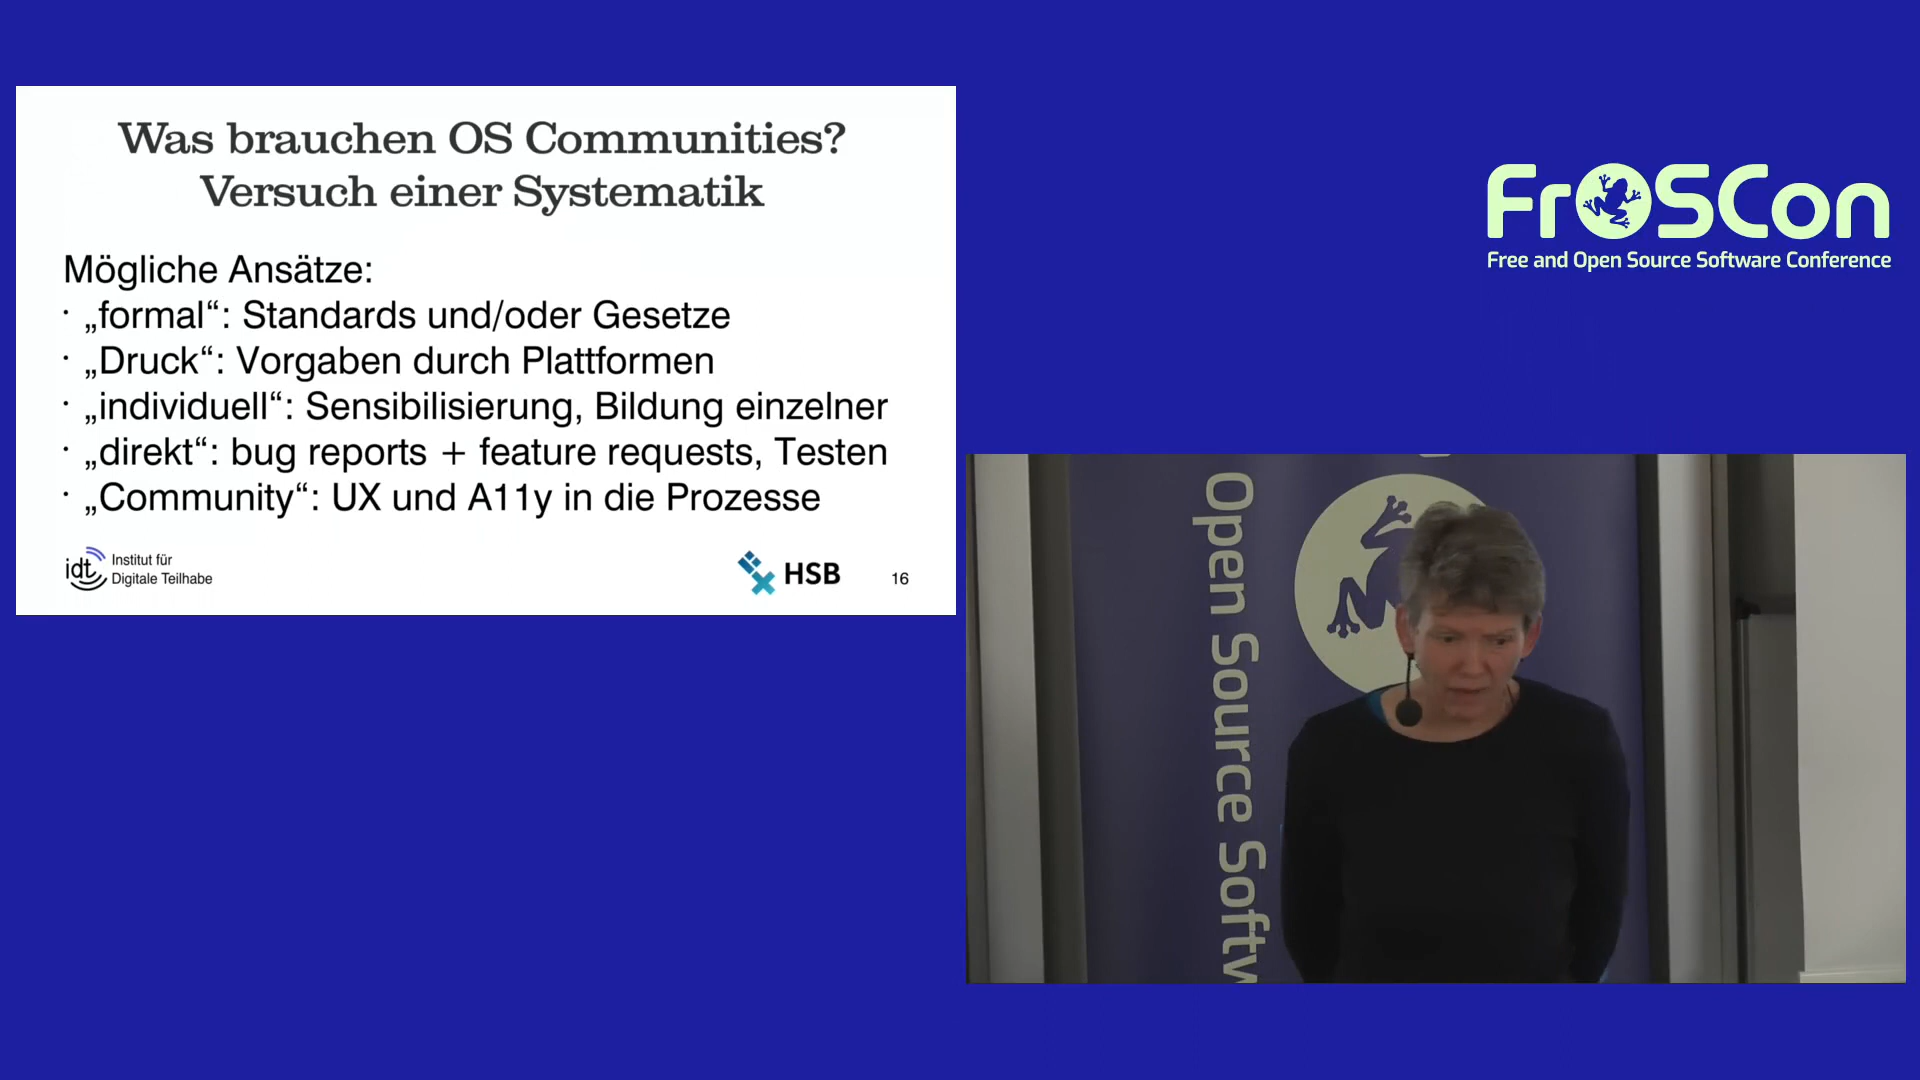 Was brauchen OS Communities?
Versuch einer Systematik
Mögliche Ansätze:
· „formal“: Standards und/oder Gesetze
· „Druck“: Vorgaben durch Plattformen
· „individuell“: Sensibilisierung, Bildung einzelner
· „direkt“: bug reports + feature requests, Testen
· „Community“: UX und A11y in die Prozesse
idt Institut für
Digitale Teilhabe
HSB
16
FrOSCon
Free and Open Source Software Conference
Open Source Softw